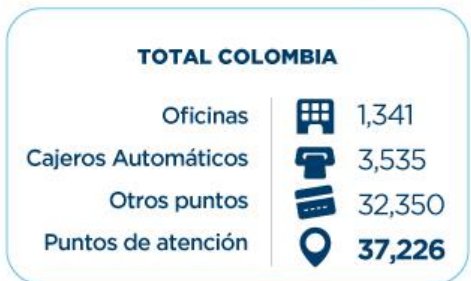 TOTAL COLOMBIA
Oficinas 1,341
Cajeros Automáticos 3,535
Otros puntos 32,350
Puntos de atención 37,226